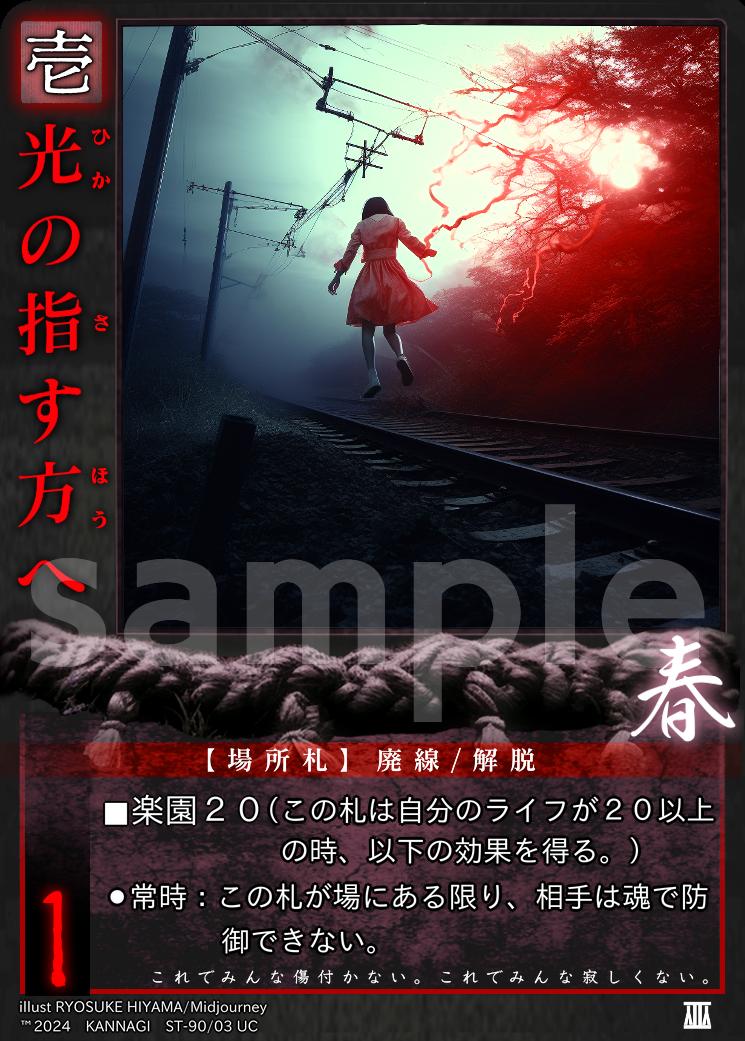 壱
光の指す方へ
ひか
さ
ほう
sample
春
【場所札】廃線/解脱
■楽園20(この札は自分のライフが20以上
の時、以下の効果を得る。)
●常時：この札が場にある限り、相手は魂で防
御できない。
これでみんな傷付かない。これでみんな寂しくない。
1
illust RYOSUKE HIYAMA/Midjourney
™2024 KANNAGI ST-90/03 UC